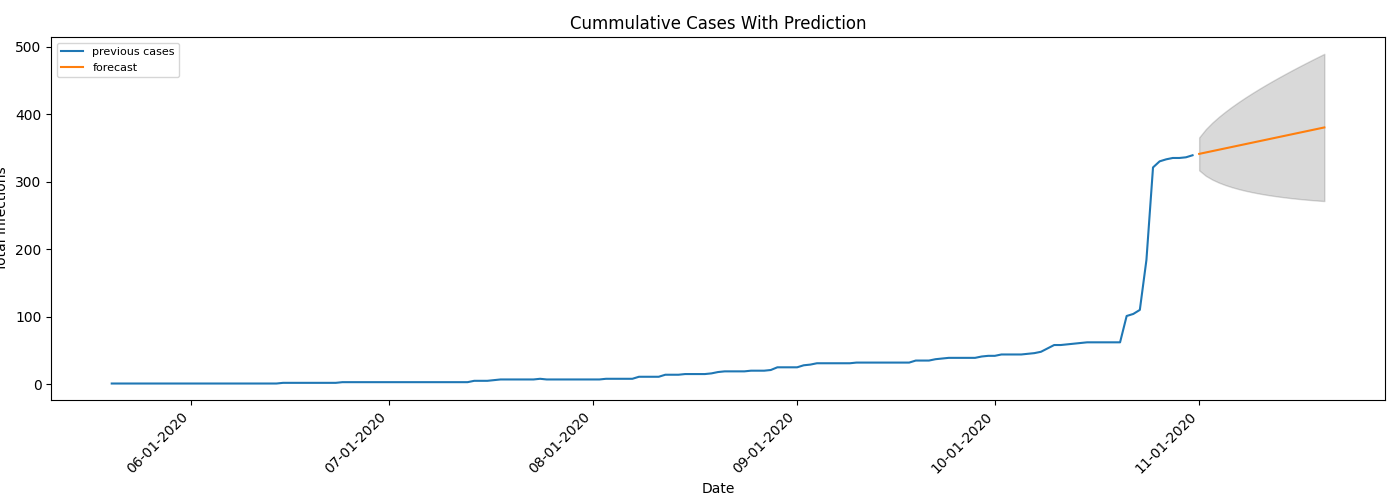 Cummulative Cases With Prediction
previous cases
forecast
500
400
300
200
100
0
Total Infections
06-01-2020
07-01-2020
08-01-2020
09-01-2020
10-01-2020
11-01-2020
Date